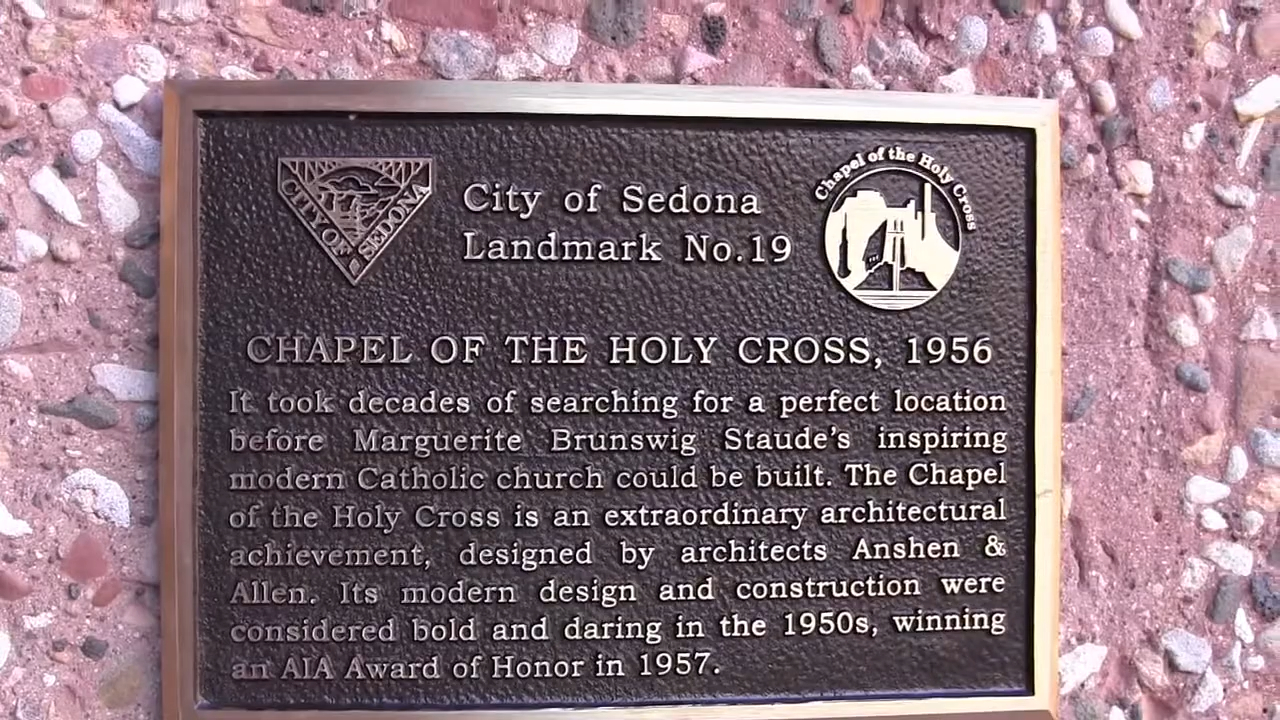 CITY OF SEDONA
City of Sedona
Landmark No.19
Chapel of the Holy Cross
CHAPEL OF THE HOLY CROSS, 1956
It took decades of searching for a perfect location
before Marguerite Brunswig Staude's inspiring
modern Catholic church could be built. The Chapel
of the Holy Cross is an extraordinary architectural
achievement, designed by architects Anshen &
Allen. Its modern design and construction were
considered bold and daring in the 1950s, winning
an AIA Award of Honor in 1957.